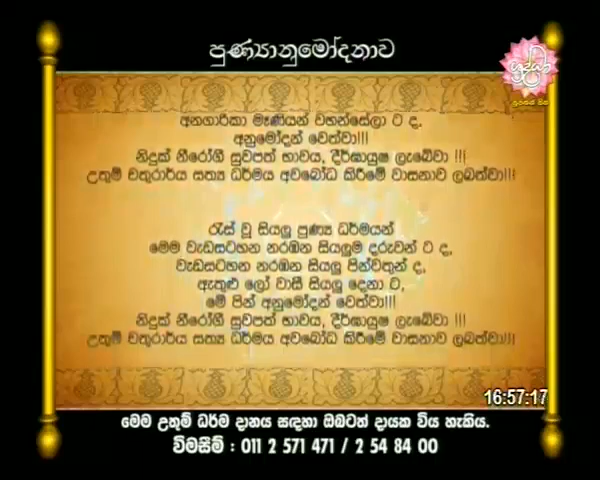 පුණ්‍යානුමෝදනාව
ශ්‍රද්ධා
අනගාරිකා මෑණියන් වහන්සේලා ට ද,
අනුමෝදන් වෙත්වා!!!
නිදුක් නීරෝගී සුවපත් භාවය, දීර්ඝායුෂ ලැබේවා !!!
උතුම් චතුරාර්ය සත්‍ය ධර්මය අවබෝධ කිරීමේ වාසනාව ලබත්වා!!!
රැස් වූ සියලු පුණ්‍ය ධර්මයන්
මෙම වැඩසටහන නරඹන සියලුම දරුවන් ට ද,
වැඩසටහන නරඹන සියලු පින්වතුන් ද,
ඇතුළු ලෝ වාසී සියලු දෙනා ට,
මේ පින් අනුමෝදන් වෙත්වා!!!
නිදුක් නීරෝගී සුවපත් භාවය, දීර්ඝායුෂ ලැබේවා !!!
උතුම් චතුරාර්ය සත්‍ය ධර්මය අවබෝධ කිරීමේ වාසනාව ලබත්වා!!!
16:57:17
මෙම උතුම් ධර්ම දානය සඳහා ඔබටත් දායක විය හැකිය.
විමසීම් : 011 2 571 471 / 2 54 84 00